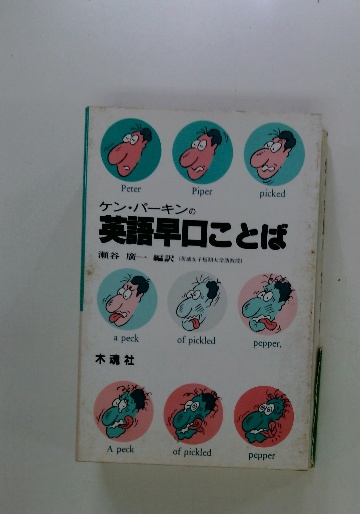 Peter Piper picked
ケン・パーキンの
英語早口ことば
瀬谷 廣一 編訳
a peck of pickled pepper,
木魂社
A peck of pickled pepper